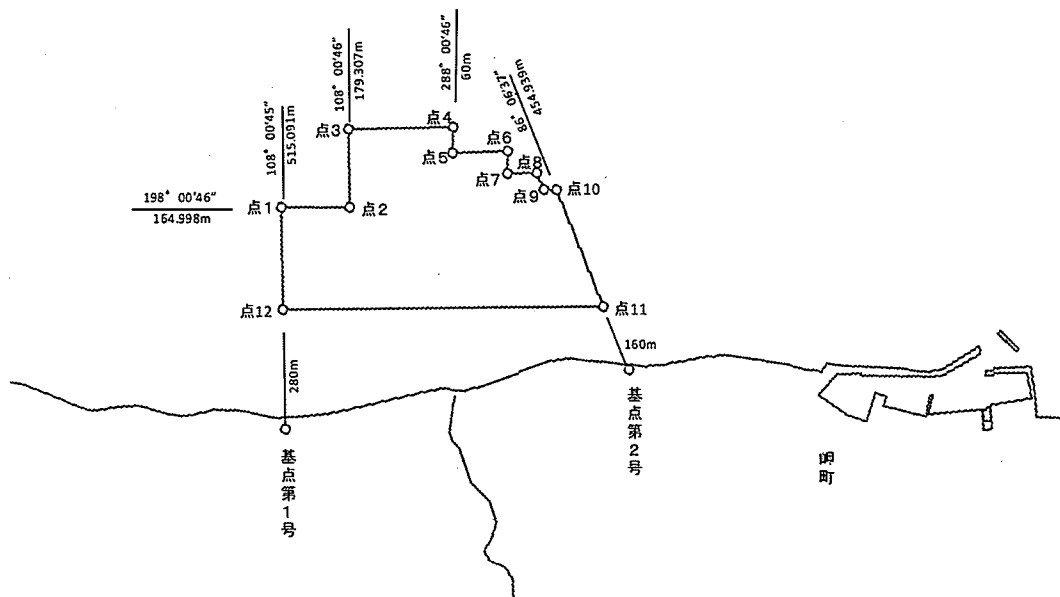 288° 00′46″
60m
108° 00′46″
179.307m
86° 06′37″
454.939m
108° 00′45″
515.091m
点3
点4
点5
点6
点7
点8
点9
点10
198° 00′46″
164.998m
点1
点2
点12
点11
280m
160m
基点第1号
基点第2号
岬町